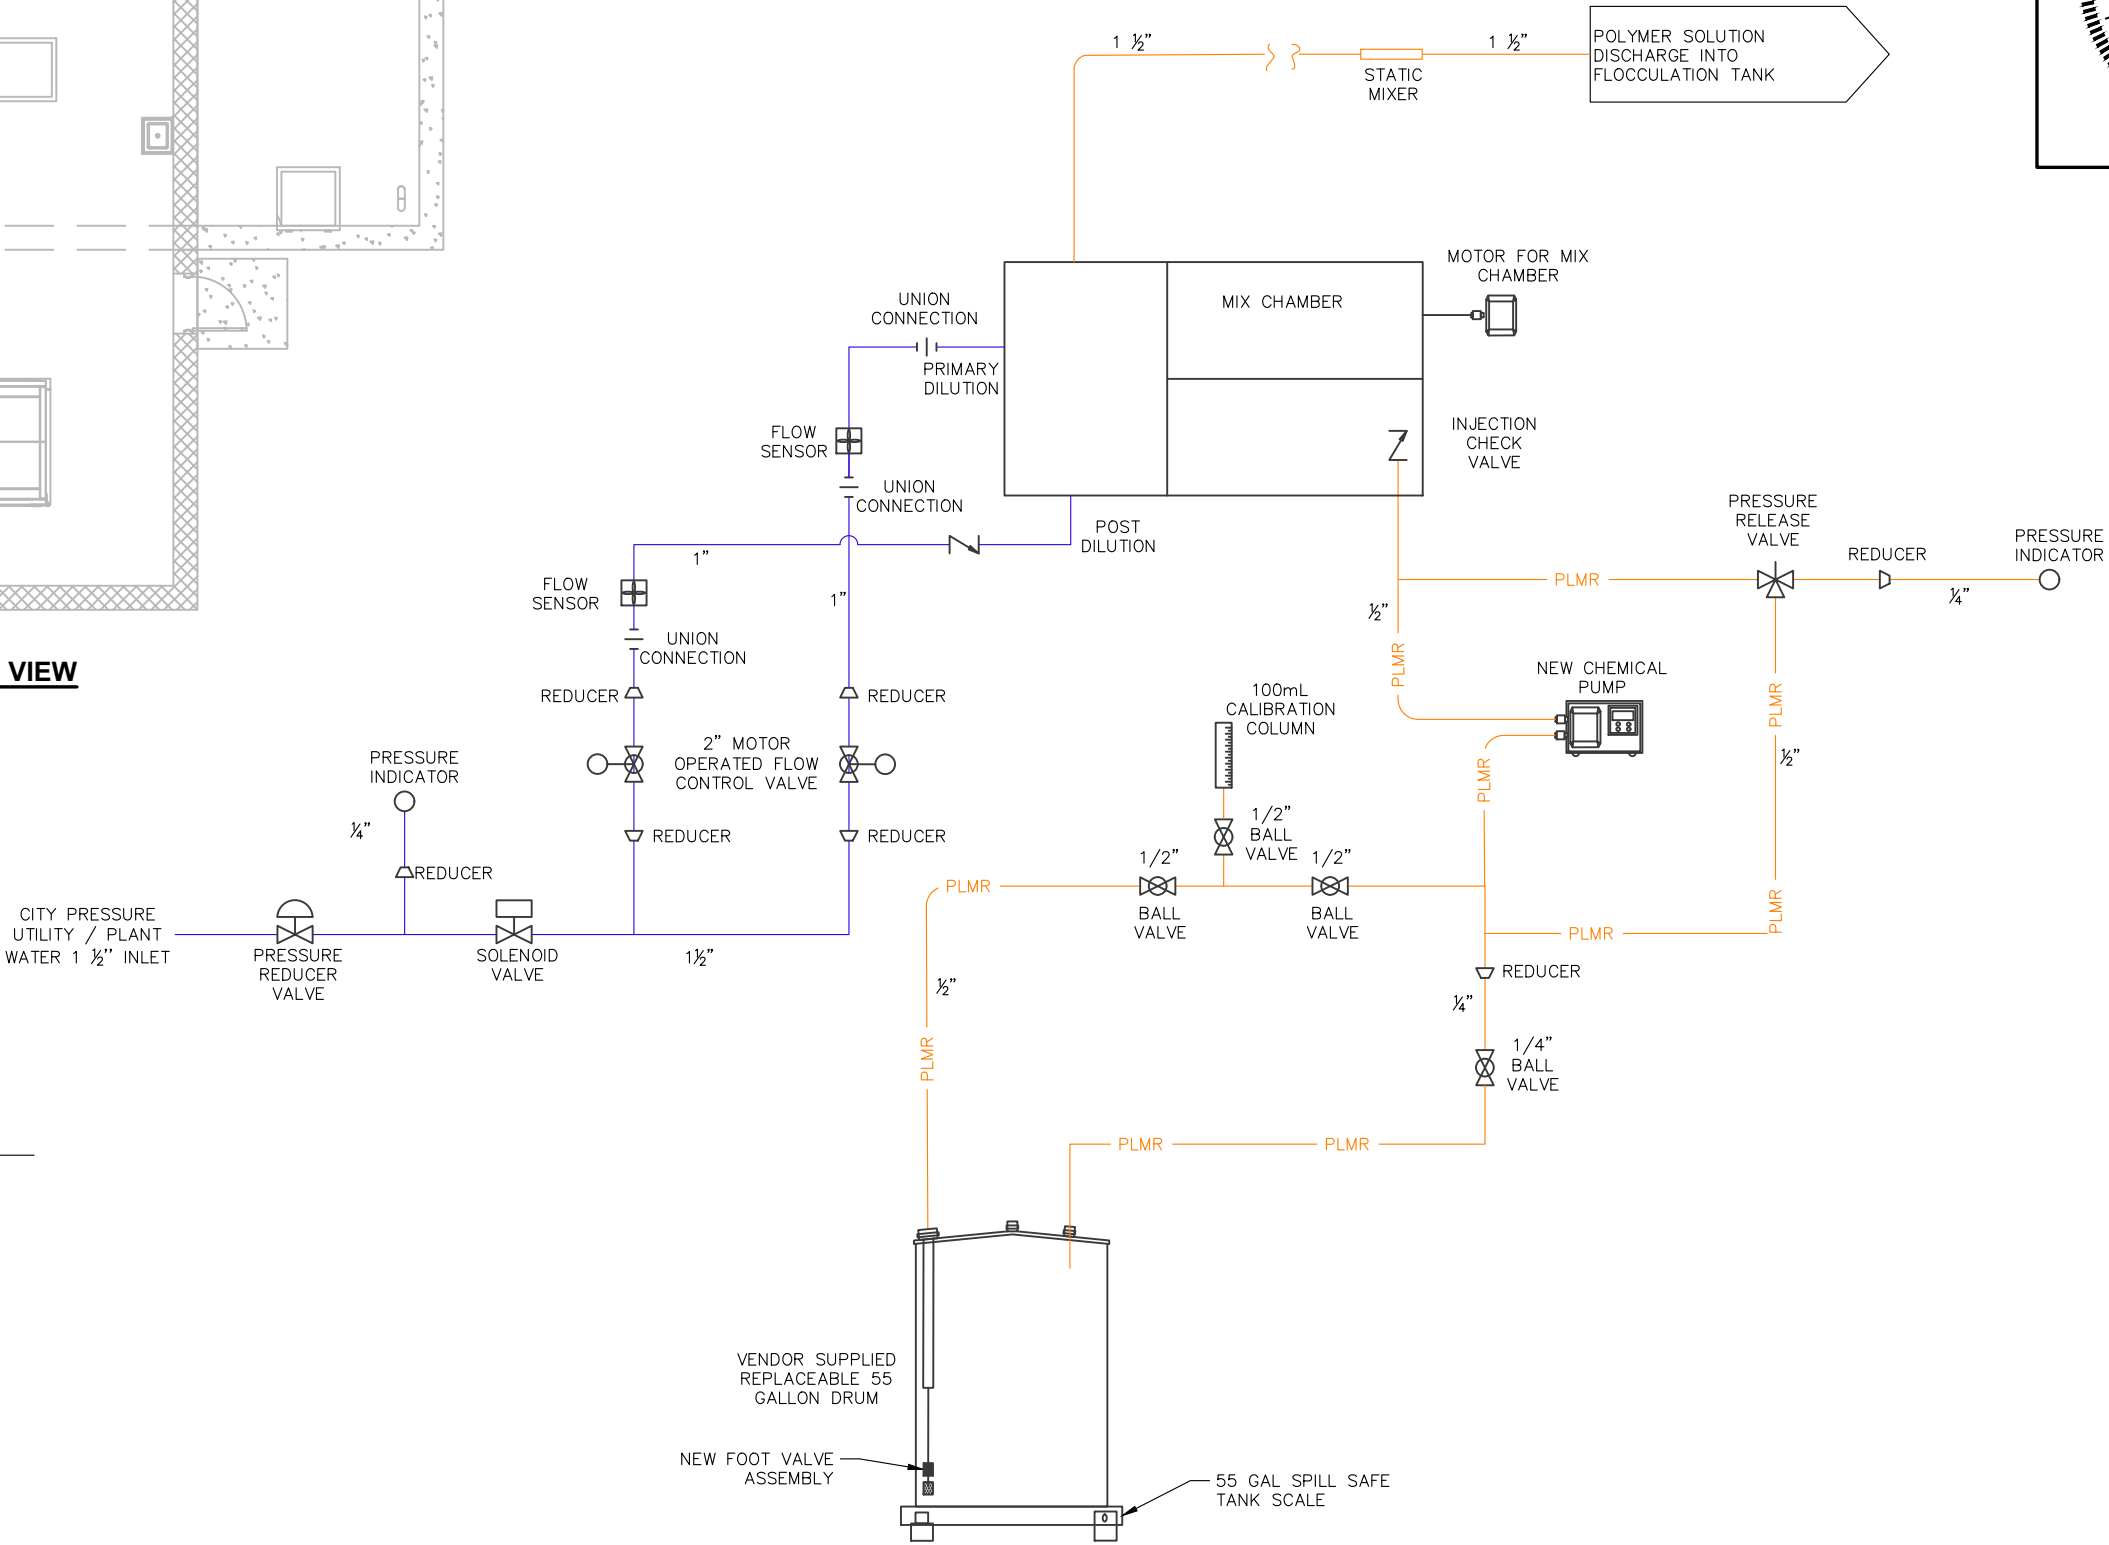 1 ½”
1 ½”
POLYMER SOLUTION
DISCHARGE INTO
FLOCCULATION TANK
STATIC
MIXER
MOTOR FOR MIX
CHAMBER
MIX CHAMBER
UNION
CONNECTION
PRIMARY
DILUTION
INJECTION
CHECK
VALVE
FLOW
SENSOR
UNION
CONNECTION
POST
DILUTION
PRESSURE
RELEASE
VALVE
REDUCER
PRESSURE
INDICATOR
1”
FLOW
SENSOR
1”
PLMR
¼”
½”
UNION
CONNECTION
VIEW
PLMR
NEW CHEMICAL
PUMP
REDUCER
REDUCER
100mL
CALIBRATION
COLUMN
PLMR
2” MOTOR
OPERATED FLOW
CONTROL VALVE
PRESSURE
INDICATOR
½”
PLMR
¼”
REDUCER
REDUCER
1/2”
BALL
VALVE
1/2”
1/2”
REDUCER
PLMR
BALL
VALVE
BALL
VALVE
PLMR
PLMR
CITY PRESSURE
UTILITY / PLANT
WATER 1 ½” INLET
PRESSURE
REDUCER
VALVE
SOLENOID
VALVE
1½”
½”
REDUCER
¼”
PLMR
1/4”
BALL
VALVE
PLMR
PLMR
VENDOR SUPPLIED
REPLACEABLE 55
GALLON DRUM
NEW FOOT VALVE
ASSEMBLY
55 GAL SPILL SAFE
TANK SCALE